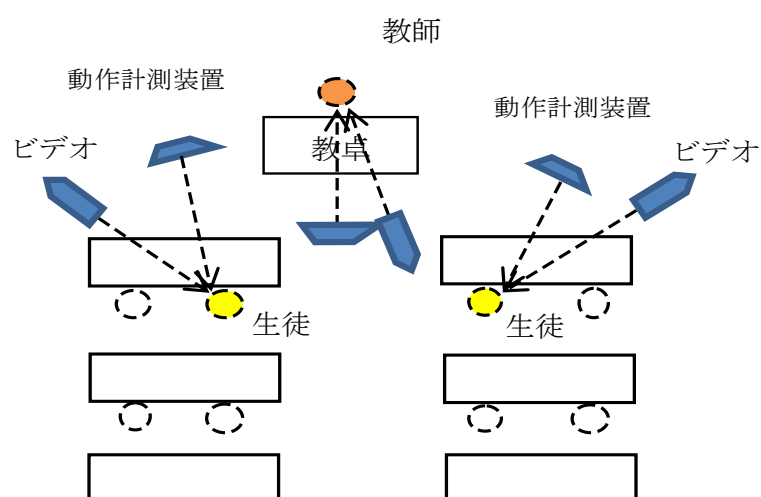 教師
動作計測装置
動作計測装置
ビデオ
教卓
ビデオ
生徒
生徒